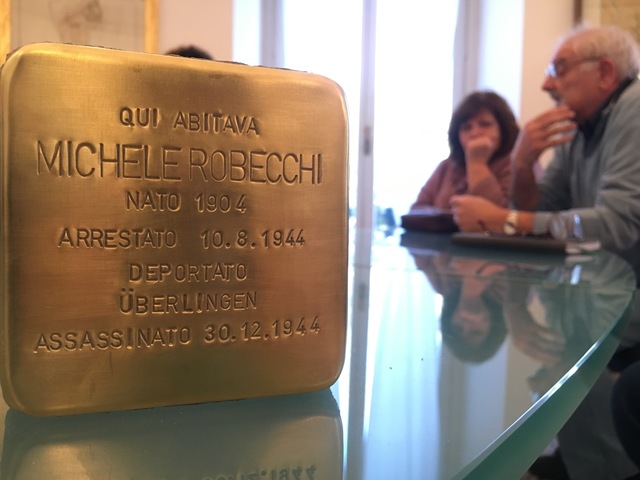 QUI ABITAVA
MICHELE ROBECCHI
NATO 1904
ARRESTATO 10.8.1944
DEPORTATO
ÜBERLINGEN
ASSASSINATO 30.12.1944